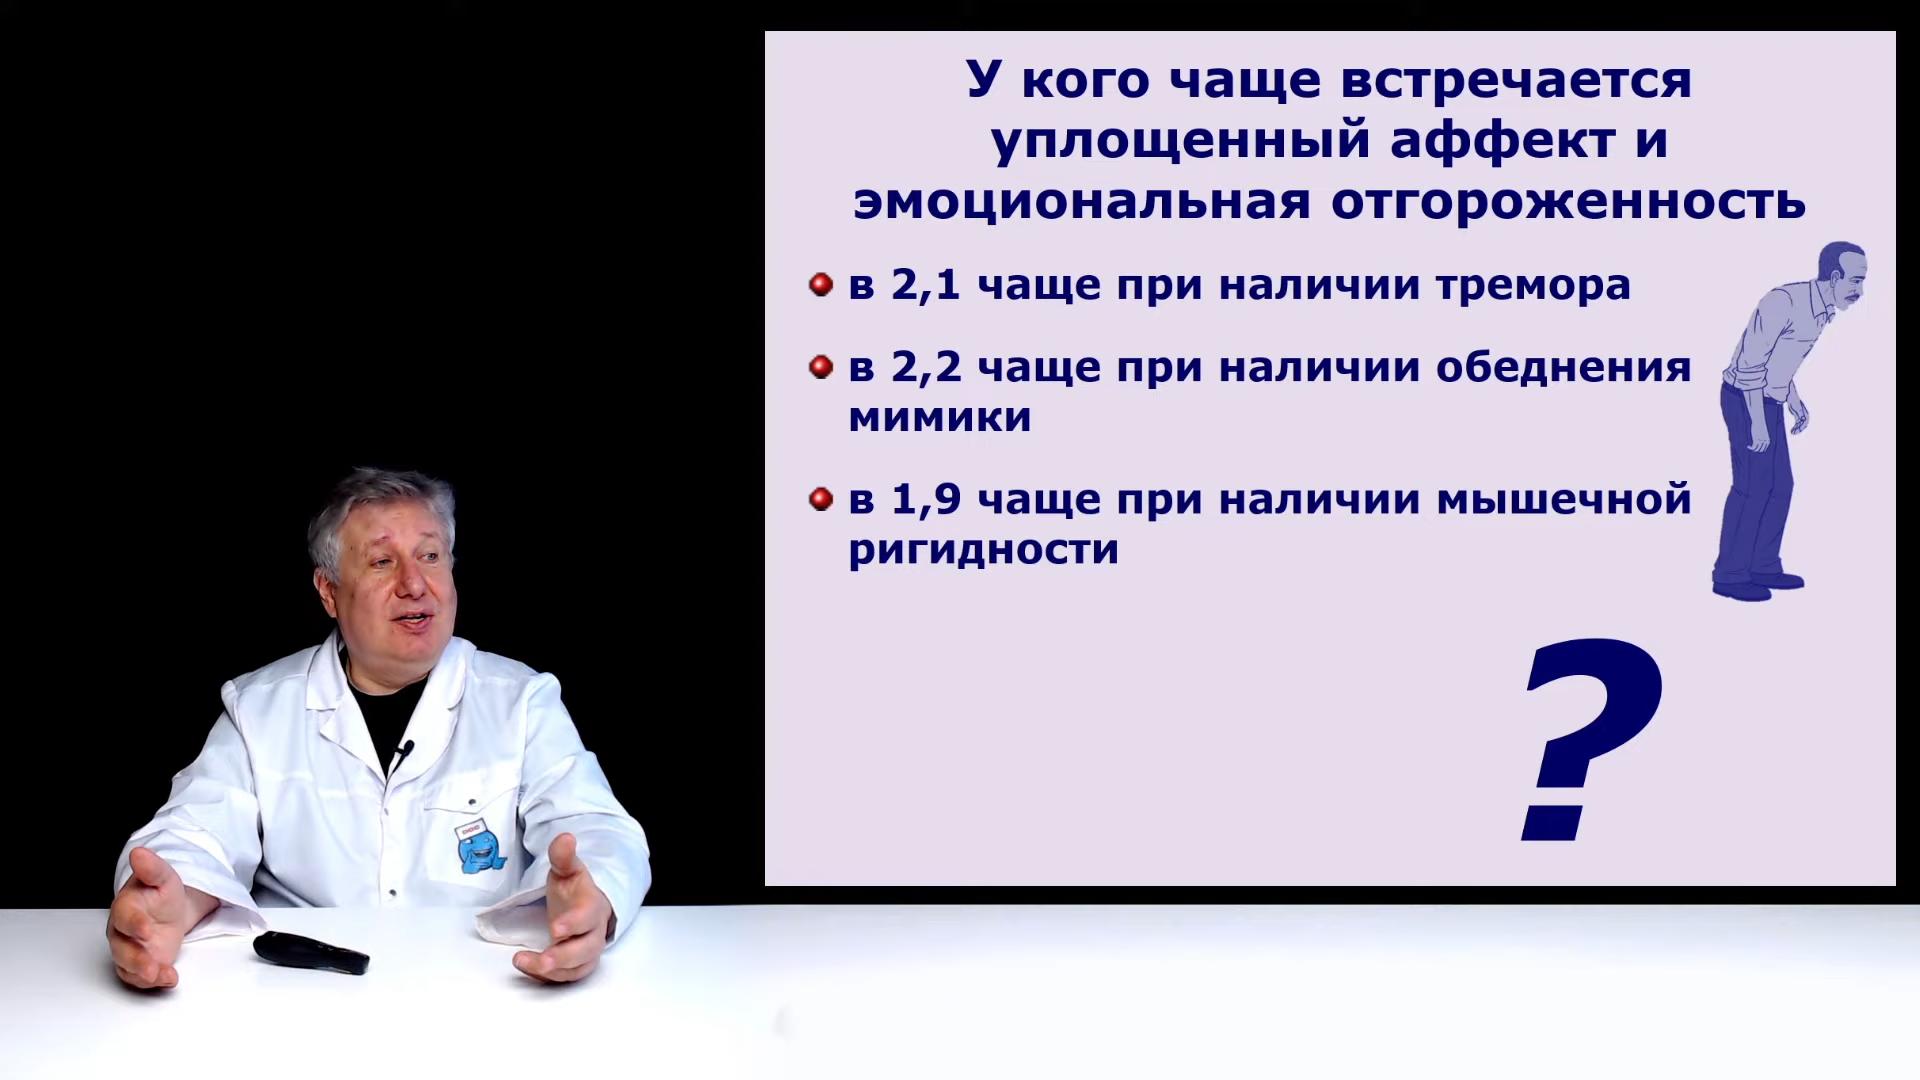 У кого чаще встречается
уплощенный аффект и
эмоциональная отгороженность
в 2,1 чаще при наличии тремора
в 2,2 чаще при наличии обеднения
мимики
в 1,9 чаще при наличии мышечной
ригидности
?